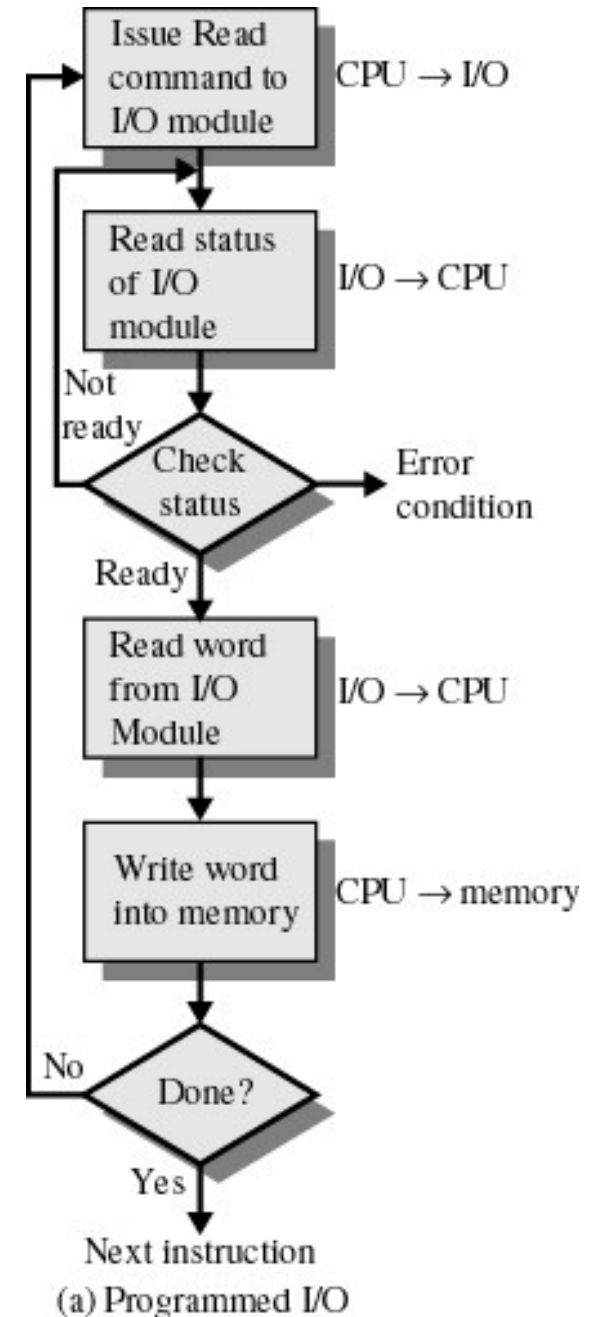 Issue Read
command to
I/O module
CPU → I/O
Read status
of I/O
module
I/O → CPU
Not
ready
Check
status
Error
condition
Ready
Read word
from I/O
Module
I/O → CPU
Write word
into memory
CPU → memory
No
Done?
Yes
Next instruction
(a) Programmed I/O